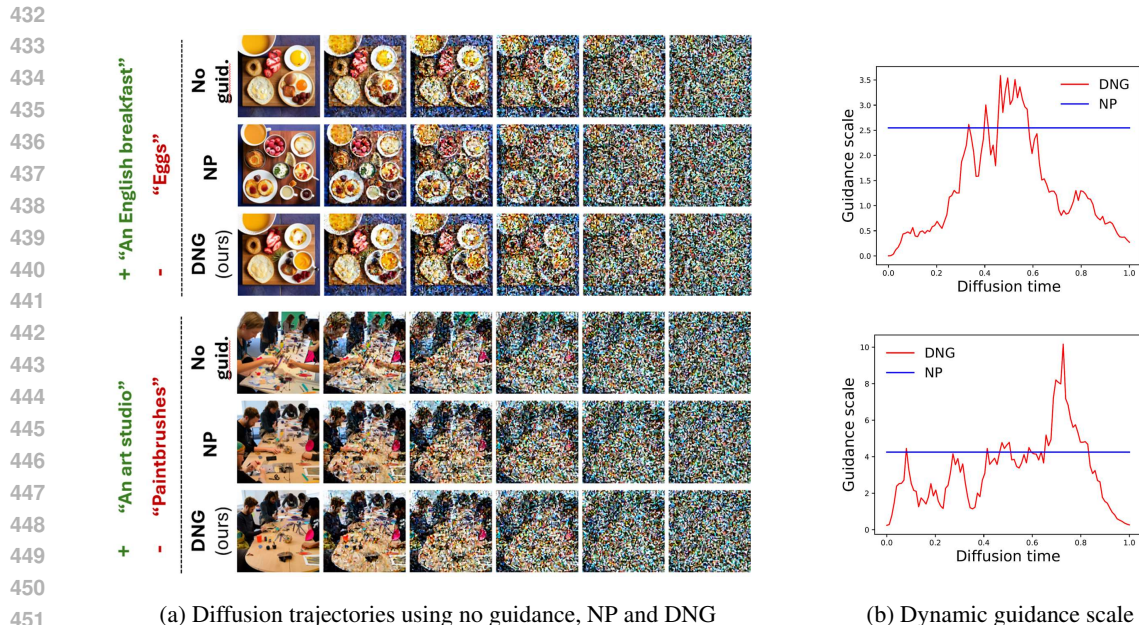 432
433
434
435
436
437
438
439
440
441
442
443
444
445
446
447
448
449
450
451
+ "An English breakfast"
- "Eggs"
No guid.
NP
DNG (ours)
+ "An art studio"
- "Paintbrushes"
No guid.
NP
DNG (ours)
(a) Diffusion trajectories using no guidance, NP and DNG
Guidance scale
3.5
3.0
2.5
2.0
1.5
1.0
0.5
0.0
DNG
NP
0.0 0.2 0.4 0.6 0.8 1.0
Diffusion time
Guidance scale
10
8
6
4
2
0
DNG
NP
0.0 0.2 0.4 0.6 0.8 1.0
Diffusion time
(b) Dynamic guidance scale